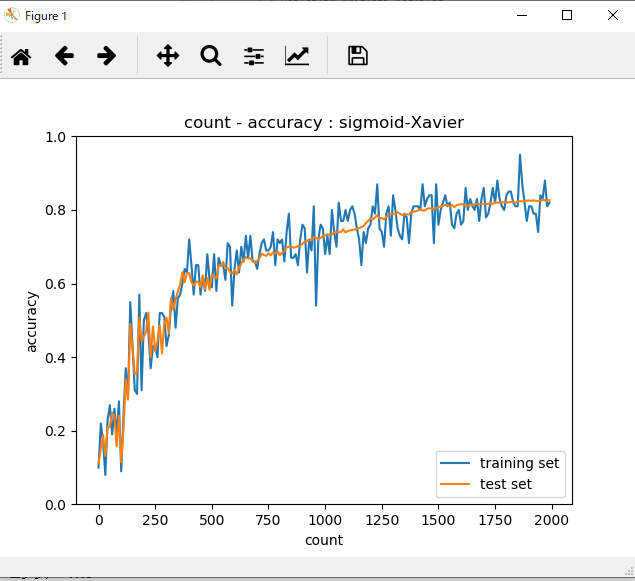 Figure 1
count - accuracy : sigmoid-Xavier
1.0
0.8
0.6
0.4
0.2
0.0
accuracy
0 250 500 750 1000 1250 1500 1750 2000
count
training set
test set